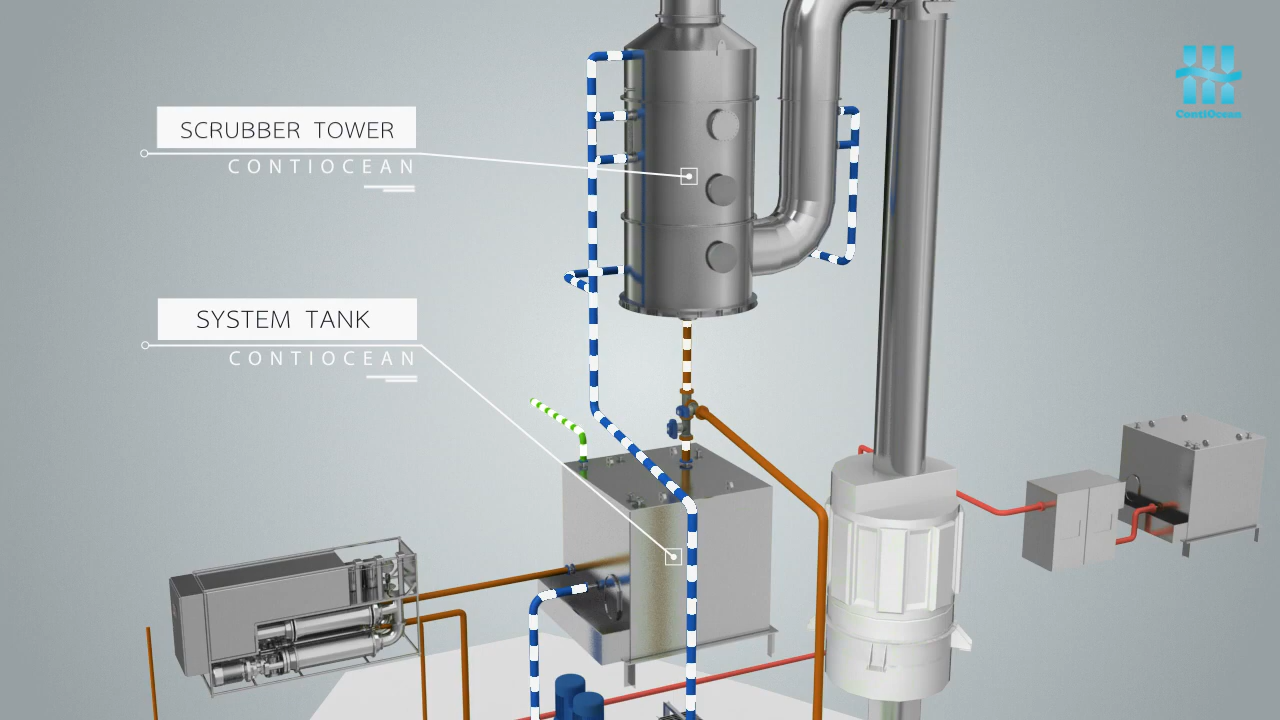 ContiOcean
SCRUBBER TOWER
CONTIOCEAN
SYSTEM TANK
CONTIOCEAN